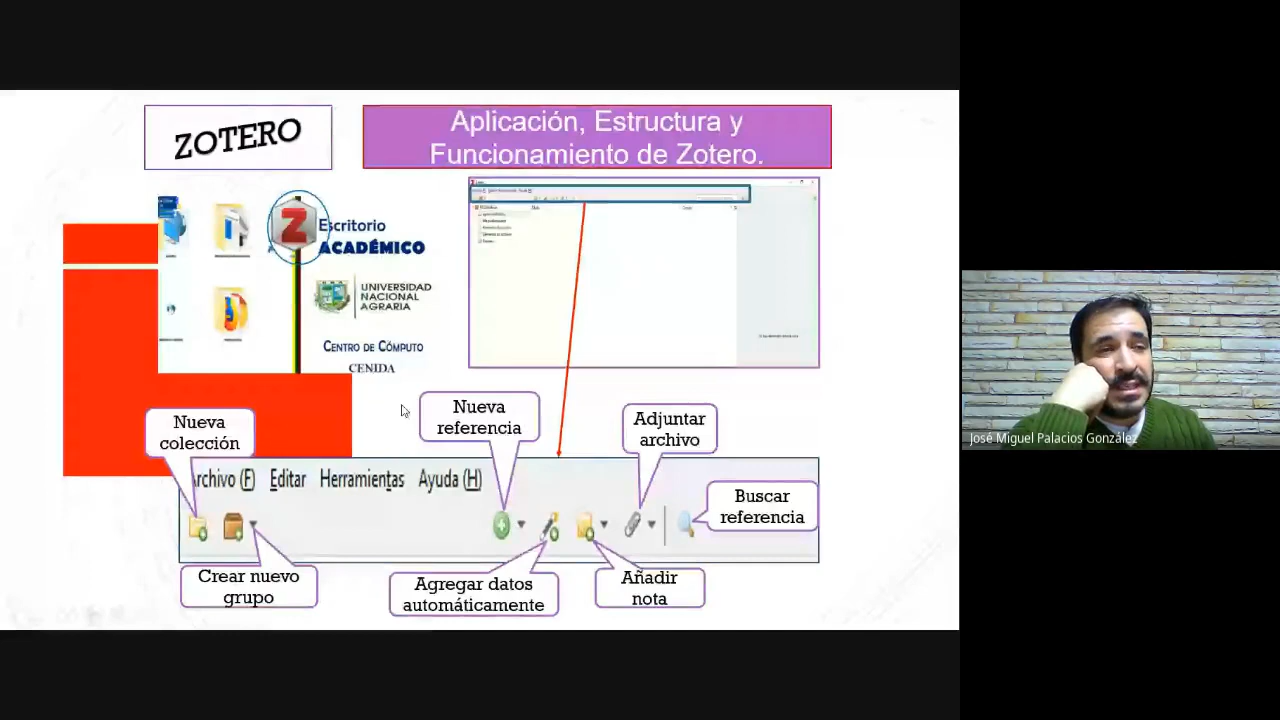 ZOTERO
Aplicación, Estructura y
Funcionamiento de Zotero.
Z
Escritorio
ACADÉMICO
UNIVERSIDAD
NACIONAL
AGRARIA
CENTRO DE CÓMPUTO
CENIDA
Nueva
colección
Nueva
referencia
Adjuntar
archivo
Archivo (F) Editar Herramientas Ayuda (H)
Buscar
referencia
Crear nuevo
grupo
Agregar datos
automáticamente
Añadir
nota
José Miguel Palacios González